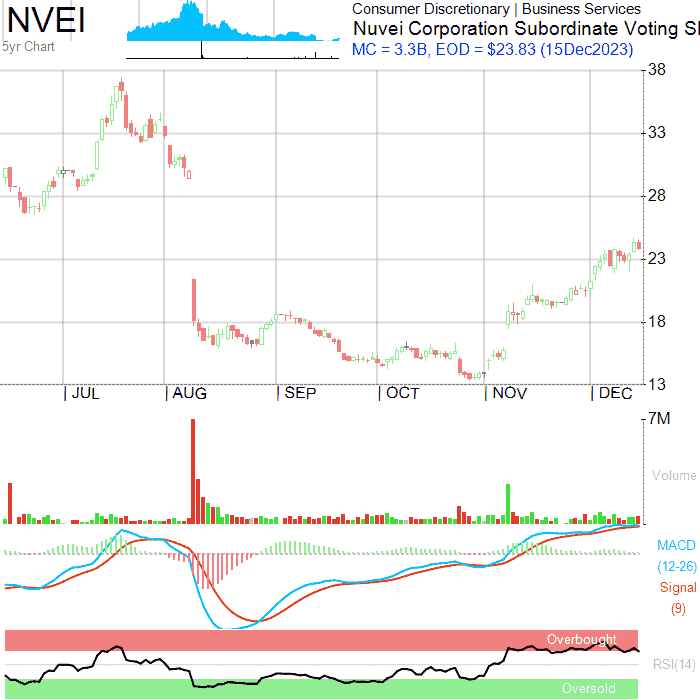 NVEI
5yr Chart
Consumer Discretionary | Business Services
Nuvei Corporation Subordinate Voting Sl
MC = 3.3B, EOD = $23.83 (15Dec2023)
38
33
28
23
18
13
JUL AUG SEP OCT NOV DEC
7M
Volume
MACD
(12-26)
Signal
(9)
Overbought
RSI(14)
Oversold